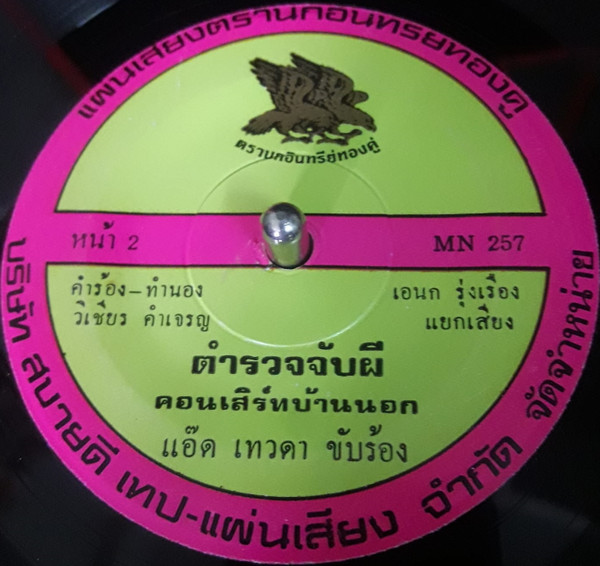 แผ่นเสียงตรานกอินทรีย์ทองคู่
ตรานกอินทรีย์ทองคู่
หน้า 2
MN 257
คำร้อง–ทำนอง
วิเชียร คำเจรญ
เอนก รุ่งเรือง
แยกเสียง
ตำรวจจับผี
คอนเสิร์ทบ้านนอก
แอ๊ด เทวดา ขับร้อง
บริษัท สบายดี เทป-แผ่นเสียง จำกัด จัดจำหน่าย